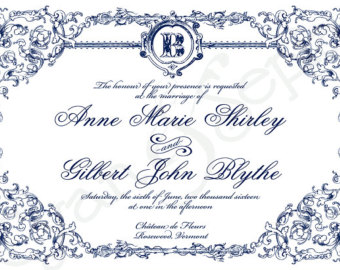 B
The honour of your presence is requested
at the marriage of
Anne Marie Shirley
and
Gilbert John Blythe
Saturday, the sixth of June, two thousand sixteen
at one in the afternoon
Château de Fleurs
Rosewood, Vermont